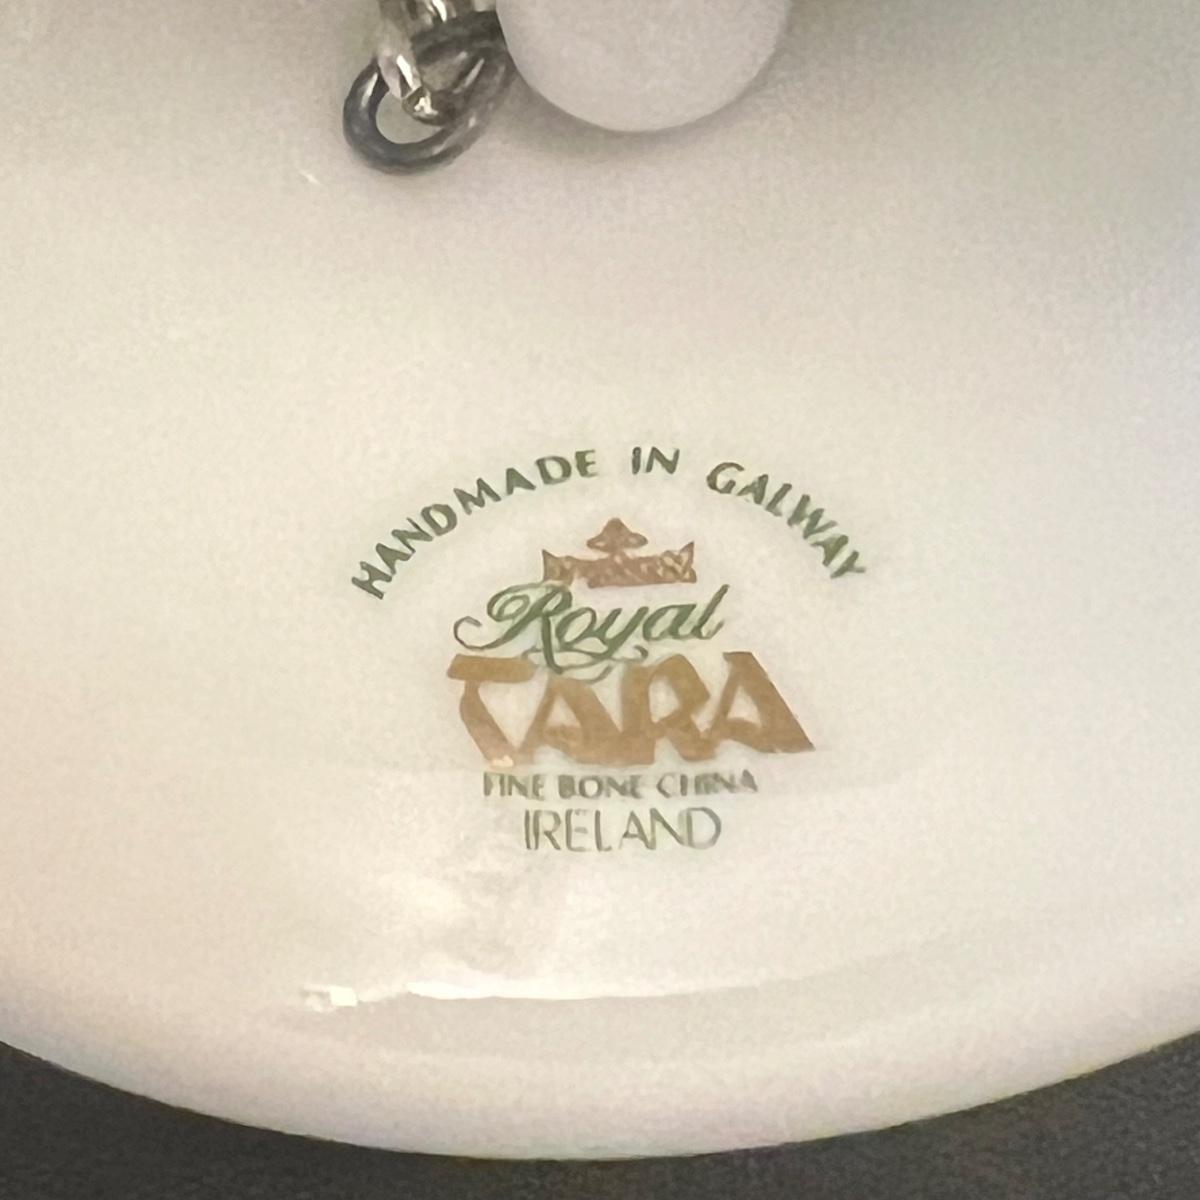 HANDMADE IN GALWAY
Royal
TARA
FINE BONE CHINA
IRELAND